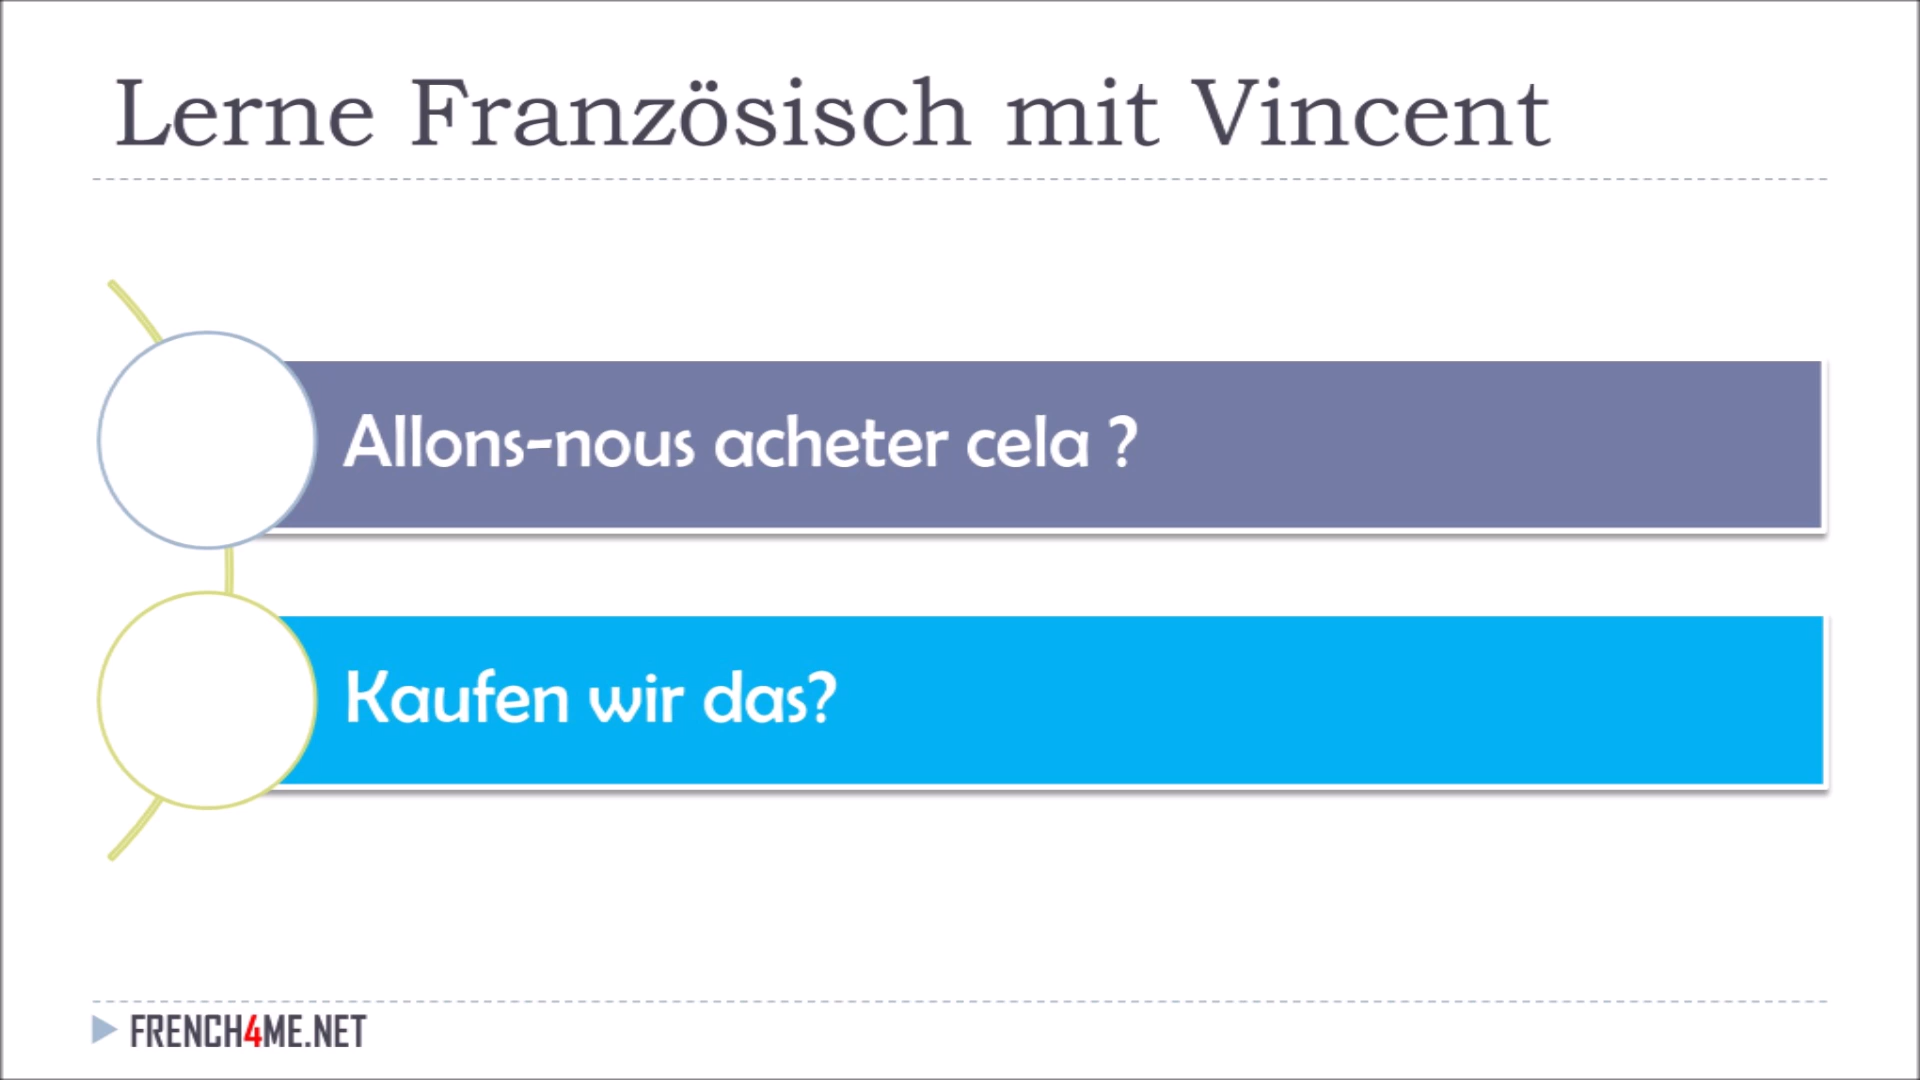 Lerne Französisch mit Vincent
Allons-nous acheter cela ?
Kaufen wir das?
FRENCH4ME.NET